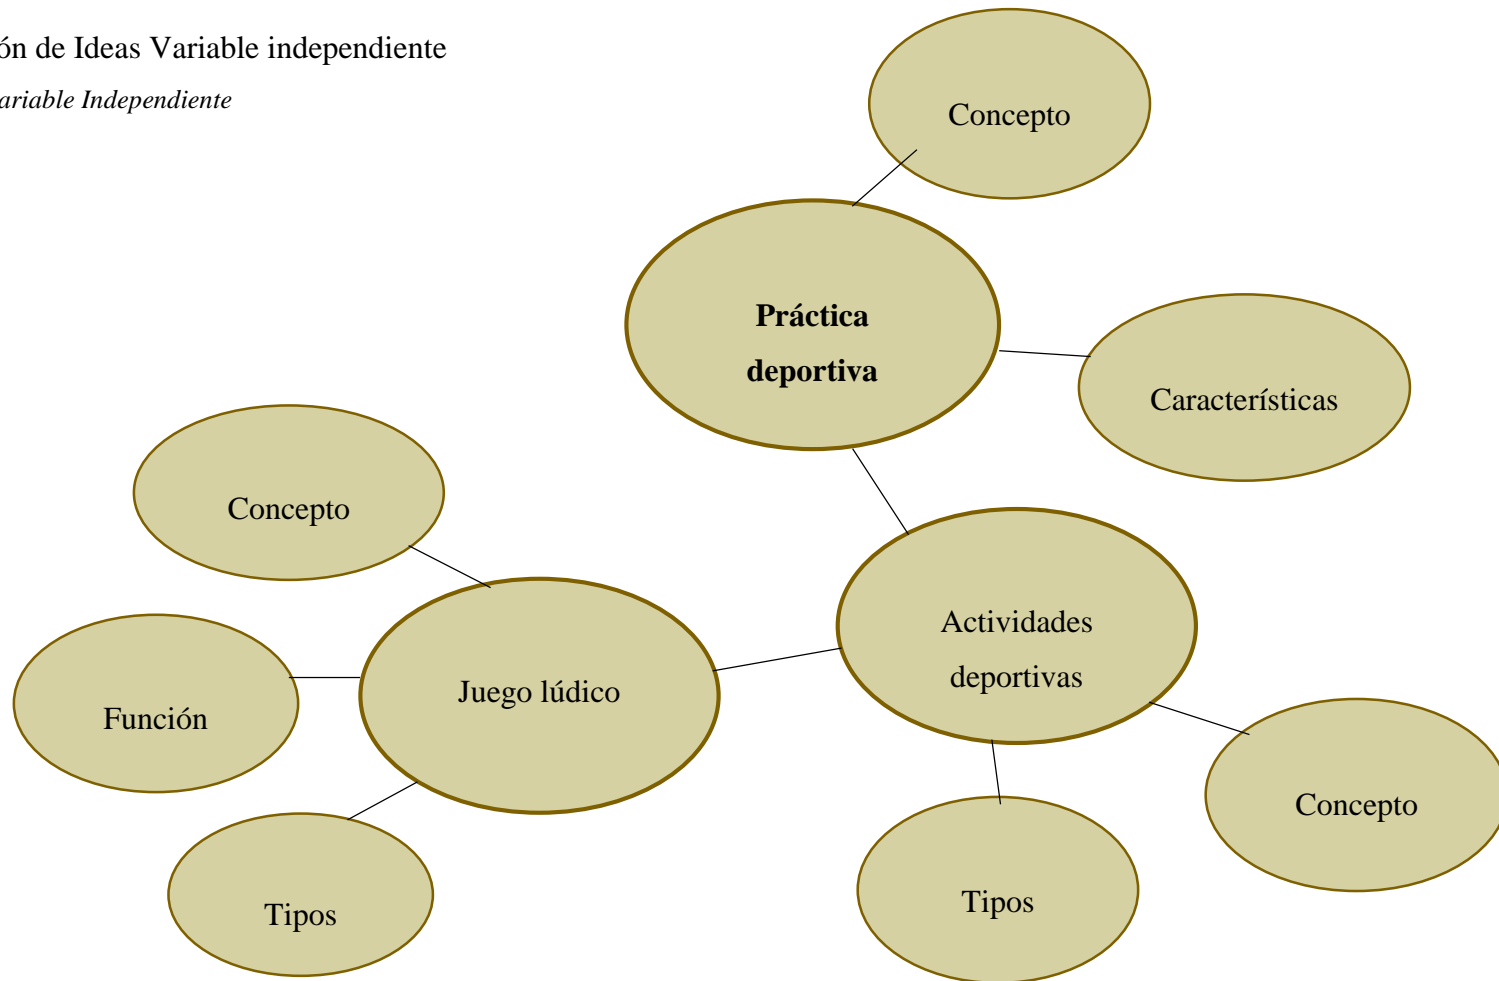 ón de Ideas Variable independiente
ariable Independiente
Concepto
Práctica
deportiva
Características
Concepto
Actividades
deportivas
Juego lúdico
Función
Concepto
Tipos
Tipos